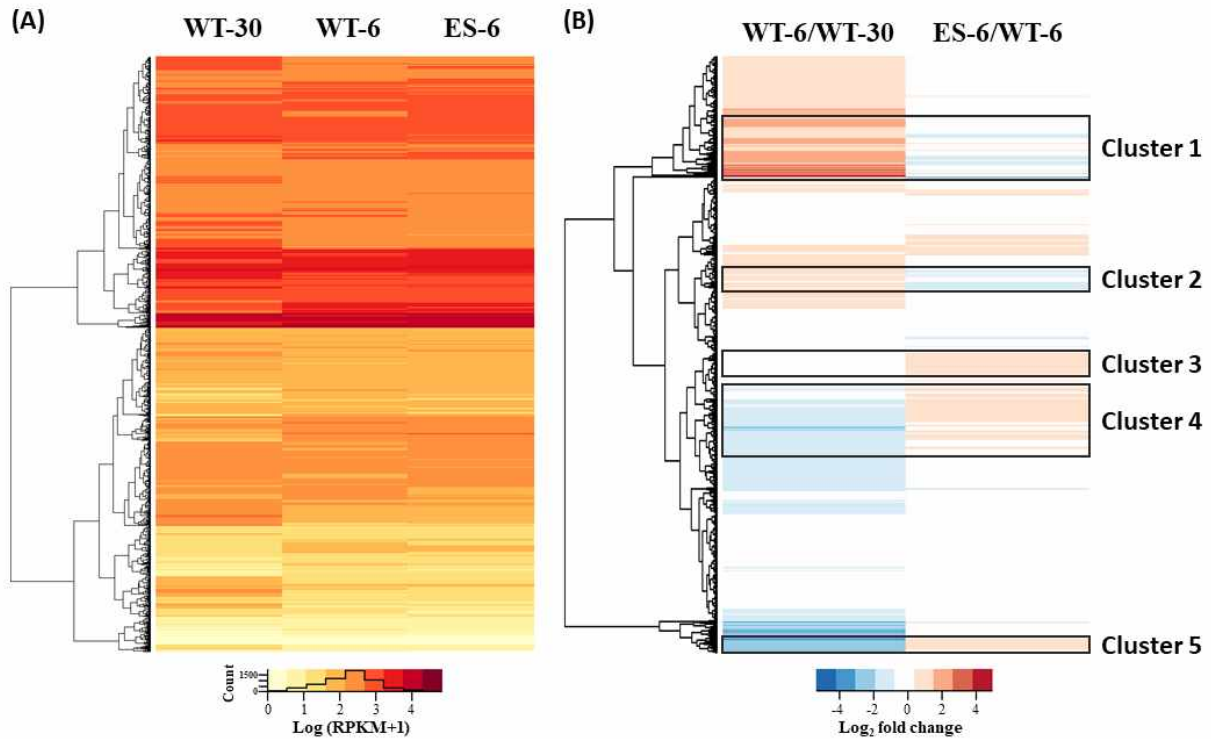 (A)
WT-30 WT-6 ES-6
Count
1500
0
0 1 2 3 4
Log (RPKM+1)
(B)
WT-6/WT-30 ES-6/WT-6
Cluster 1
Cluster 2
Cluster 3
Cluster 4
Cluster 5
-4 -2 0 2 4
Log₂ fold change